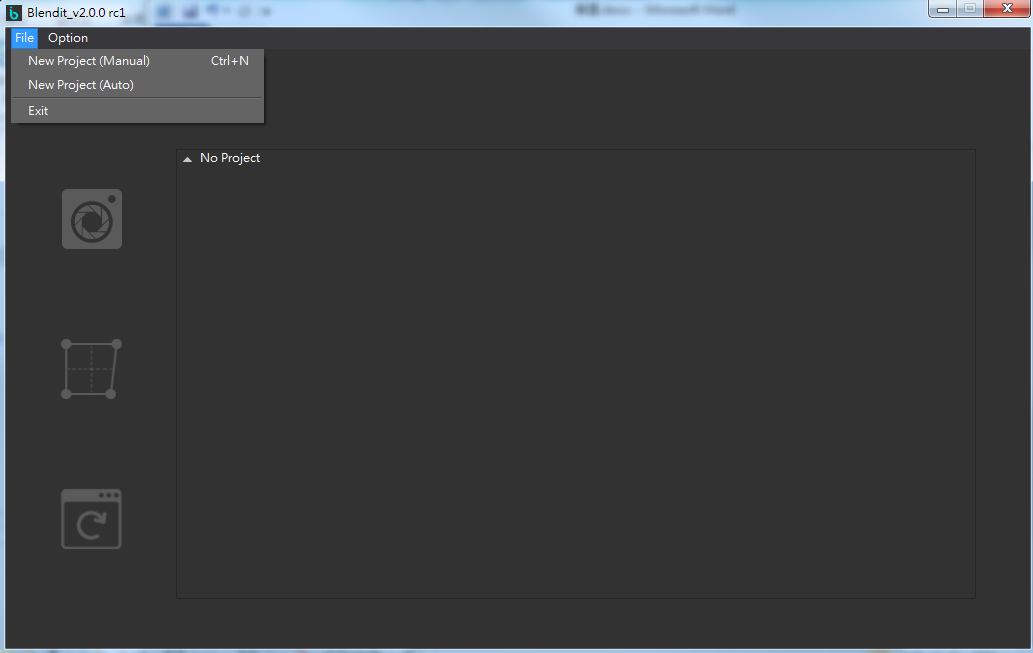 Blendit_v2.0.0 rc1
File Option
New Project (Manual) Ctrl+N
New Project (Auto)
Exit
No Project